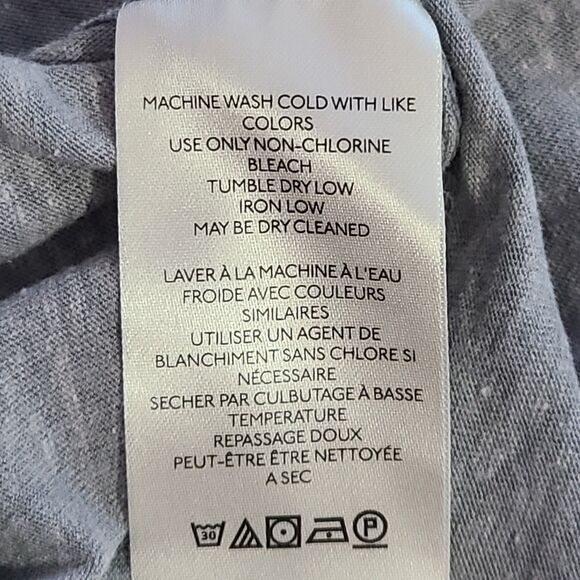 MACHINE WASH COLD WITH LIKE
COLORS
USE ONLY NON-CHLORINE
BLEACH
TUMBLE DRY LOW
IRON LOW
MAY BE DRY CLEANED
LAVER À LA MACHINE À L'EAU
FROIDE AVEC COULEURS
SIMILAIRES
UTILISER UN AGENT DE
BLANCHIMENT SANS CHLORE SI
NÉCESSAIRE
SECHER PAR CULBUTAGE À BASSE
TEMPERATURE
REPASSAGE DOUX
PEUT-ÊTRE ÊTRE NETTOYÉE
A SEC
30 P